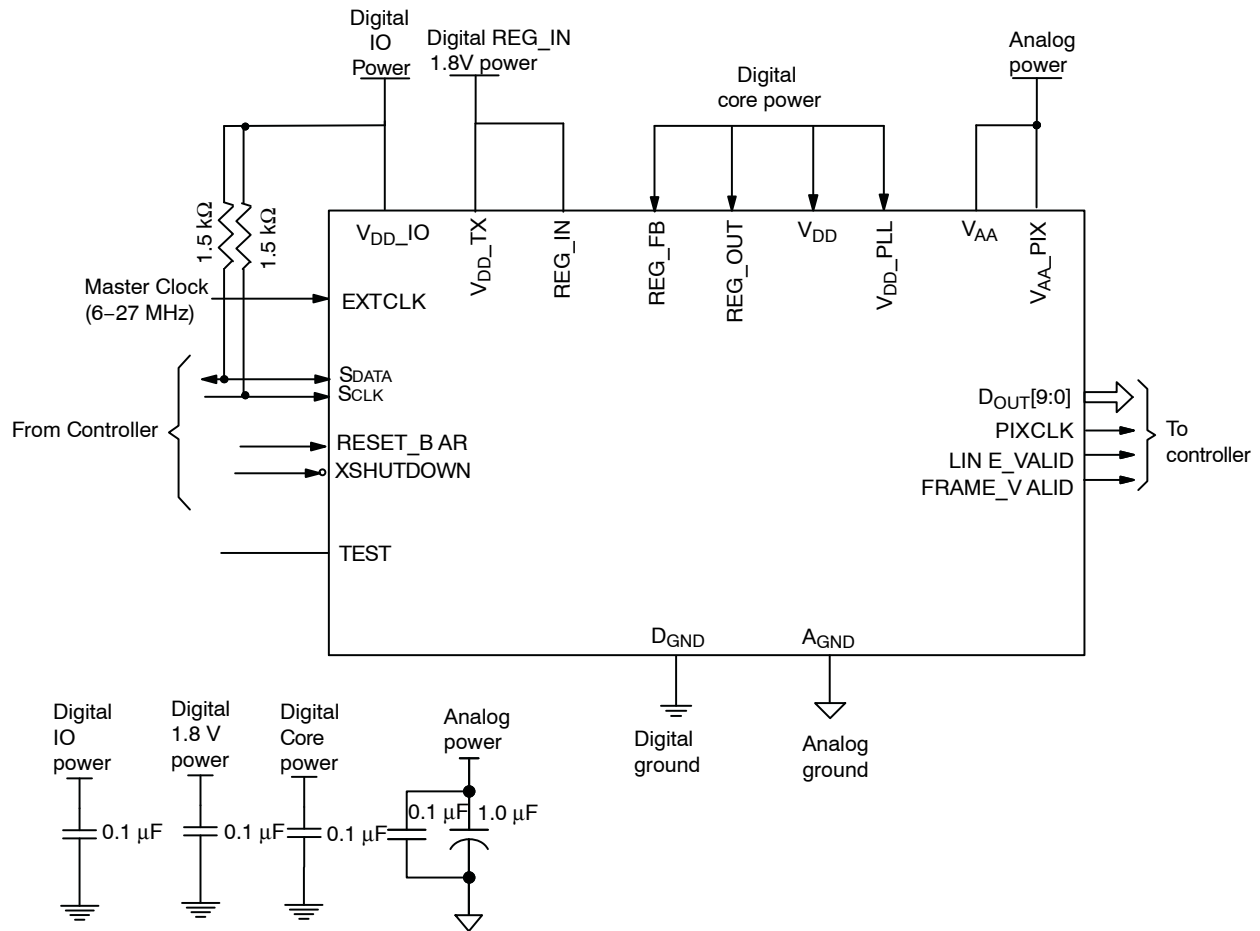 Digital
IO
Power
Digital REG_IN
1.8V power
Digital
core power
Analog
power
1.5 kΩ
1.5 kΩ
VDD_IO
VDD_TX
REG_IN
REG_FB
REG_OUT
VDD
VDD_PLL
VAA
VAA_PIX
Master Clock
(6–27 MHz)
EXTCLK
SDATA
SCLK
From Controller
RESET_B AR
XSHUTDOWN
TEST
DOUT[9:0]
PIXCLK
LIN E_VALID
FRAME_V ALID
To
controller
DGND
AGND
Digital
ground
Analog
ground
Digital
IO
power
0.1 μF
Digital
1.8 V
power
0.1 μF
Digital
Core
power
0.1 μF
Analog
power
0.1 μF
1.0 μF